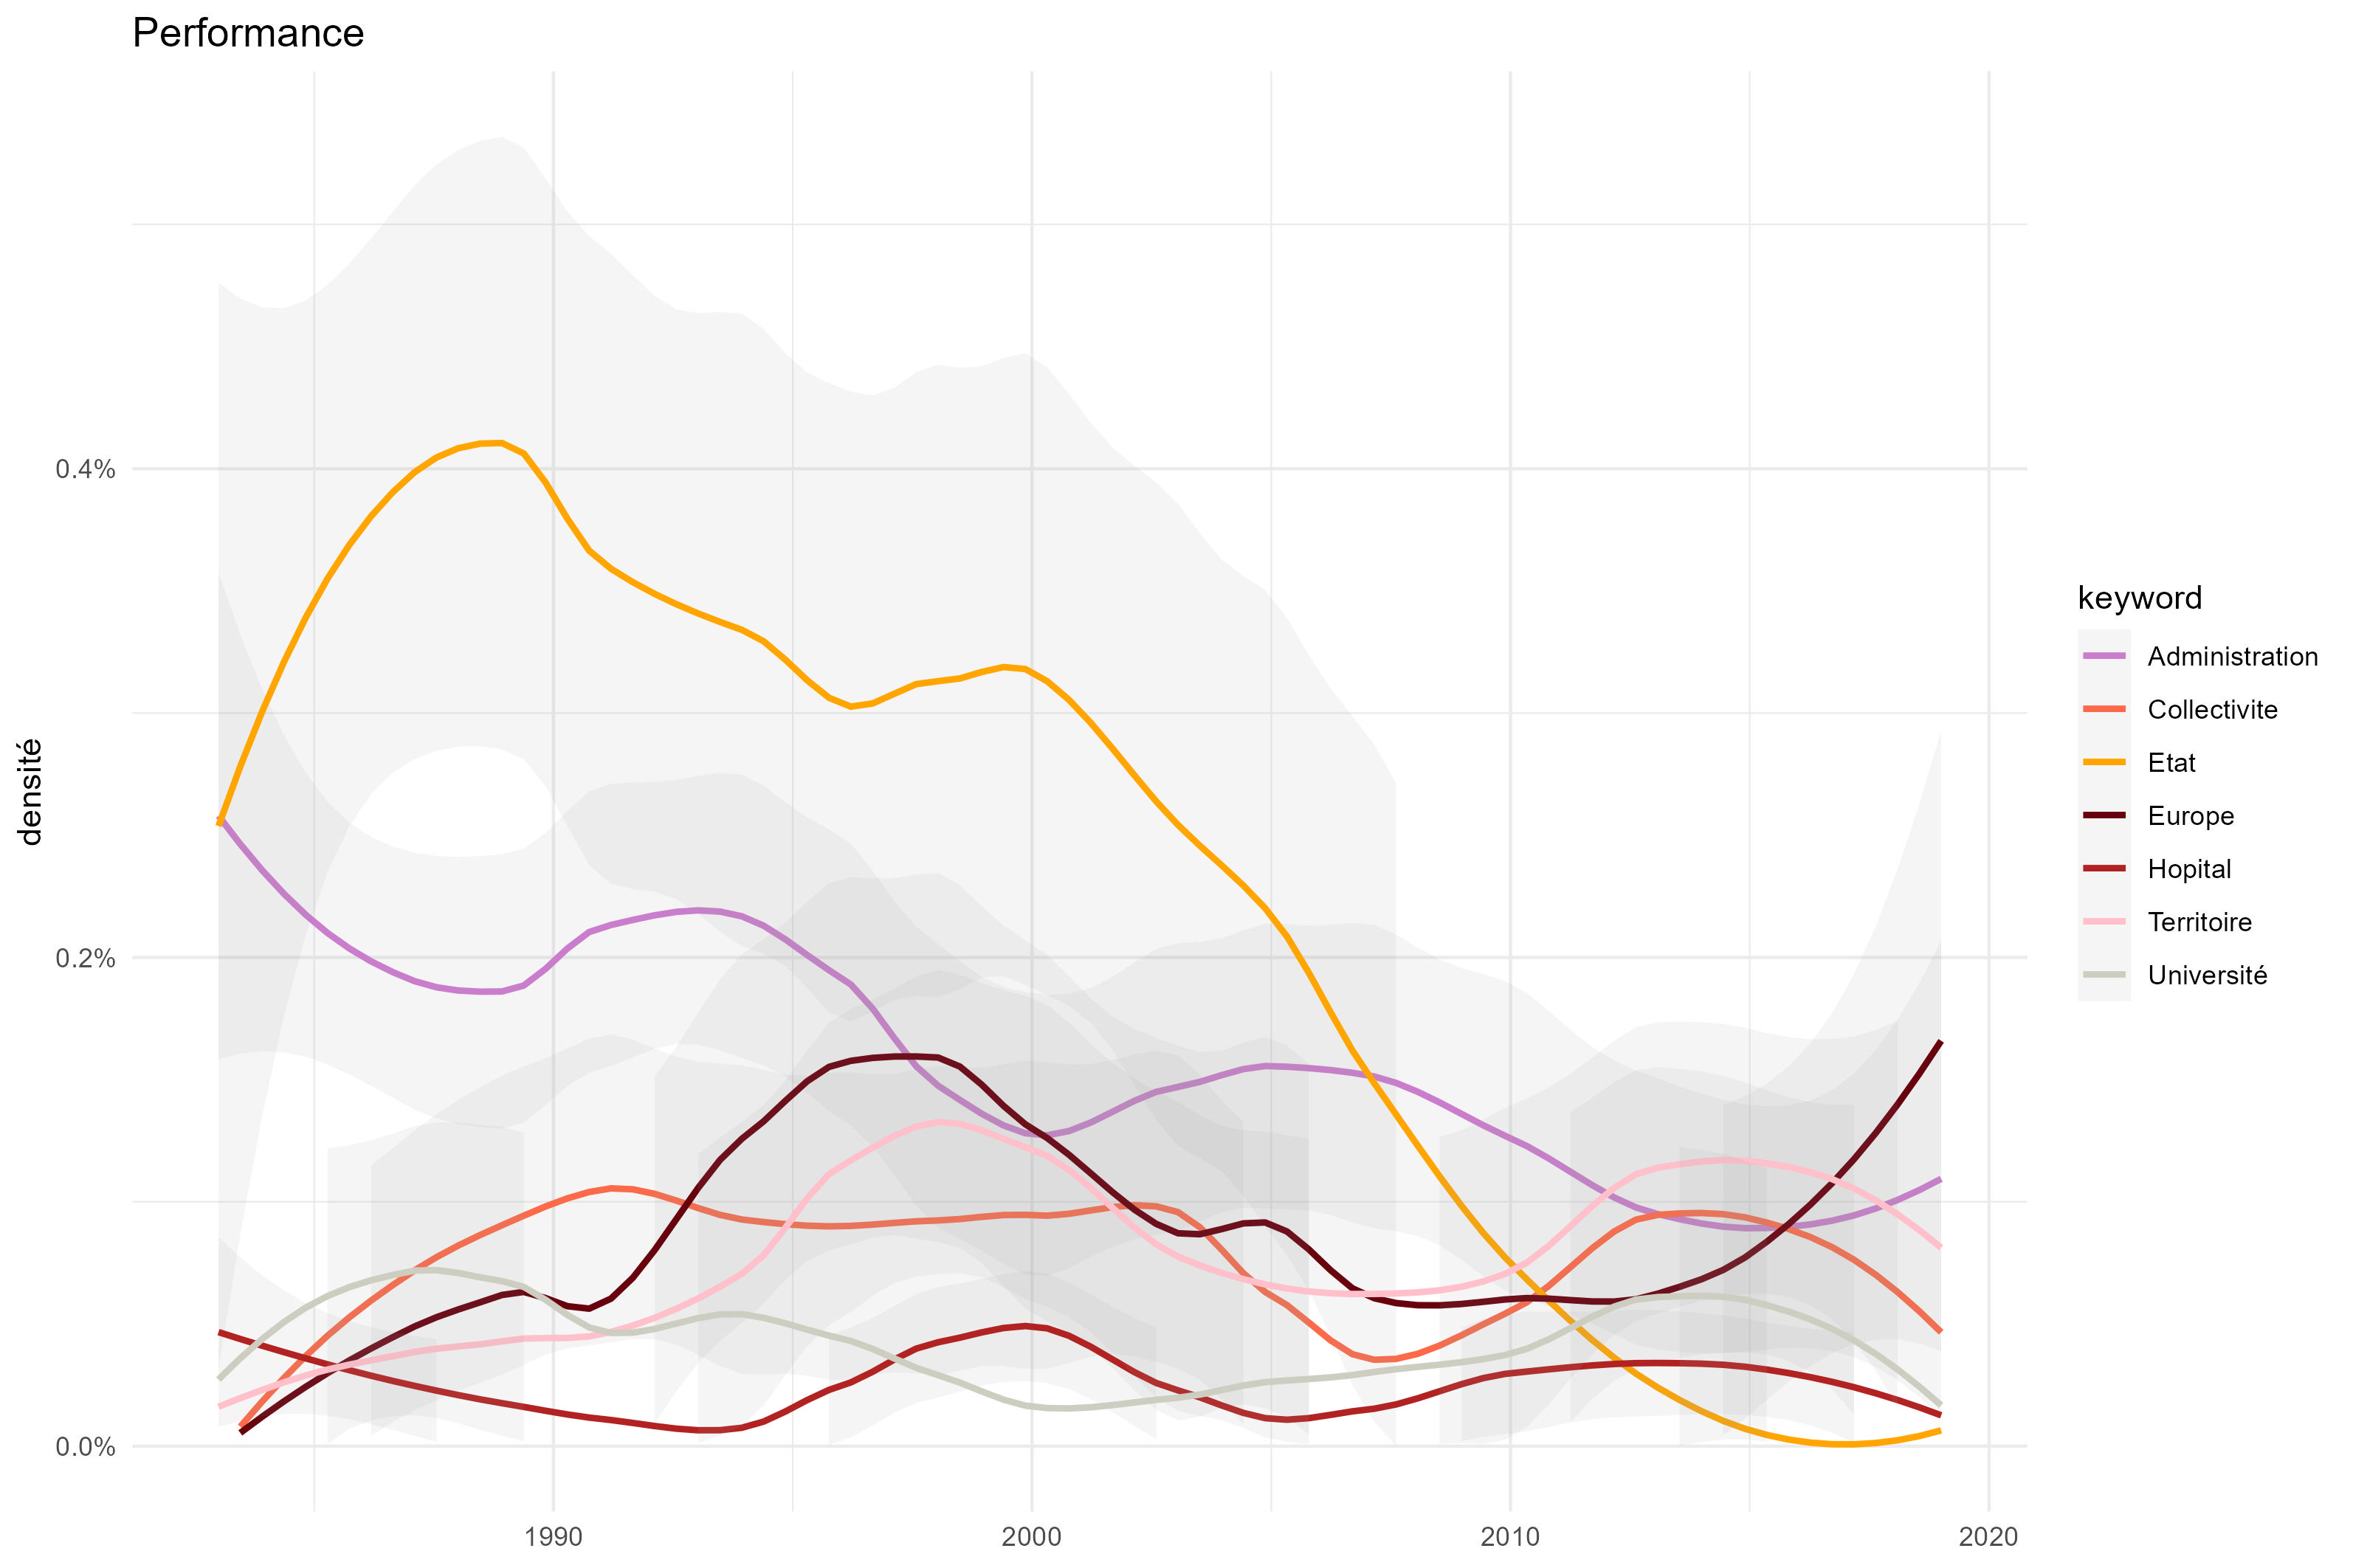 Performance
densité
0.4%
0.2%
0.0%
1990
2000
2010
2020
keyword
Administration
Collectivite
Etat
Europe
Hopital
Territoire
Université